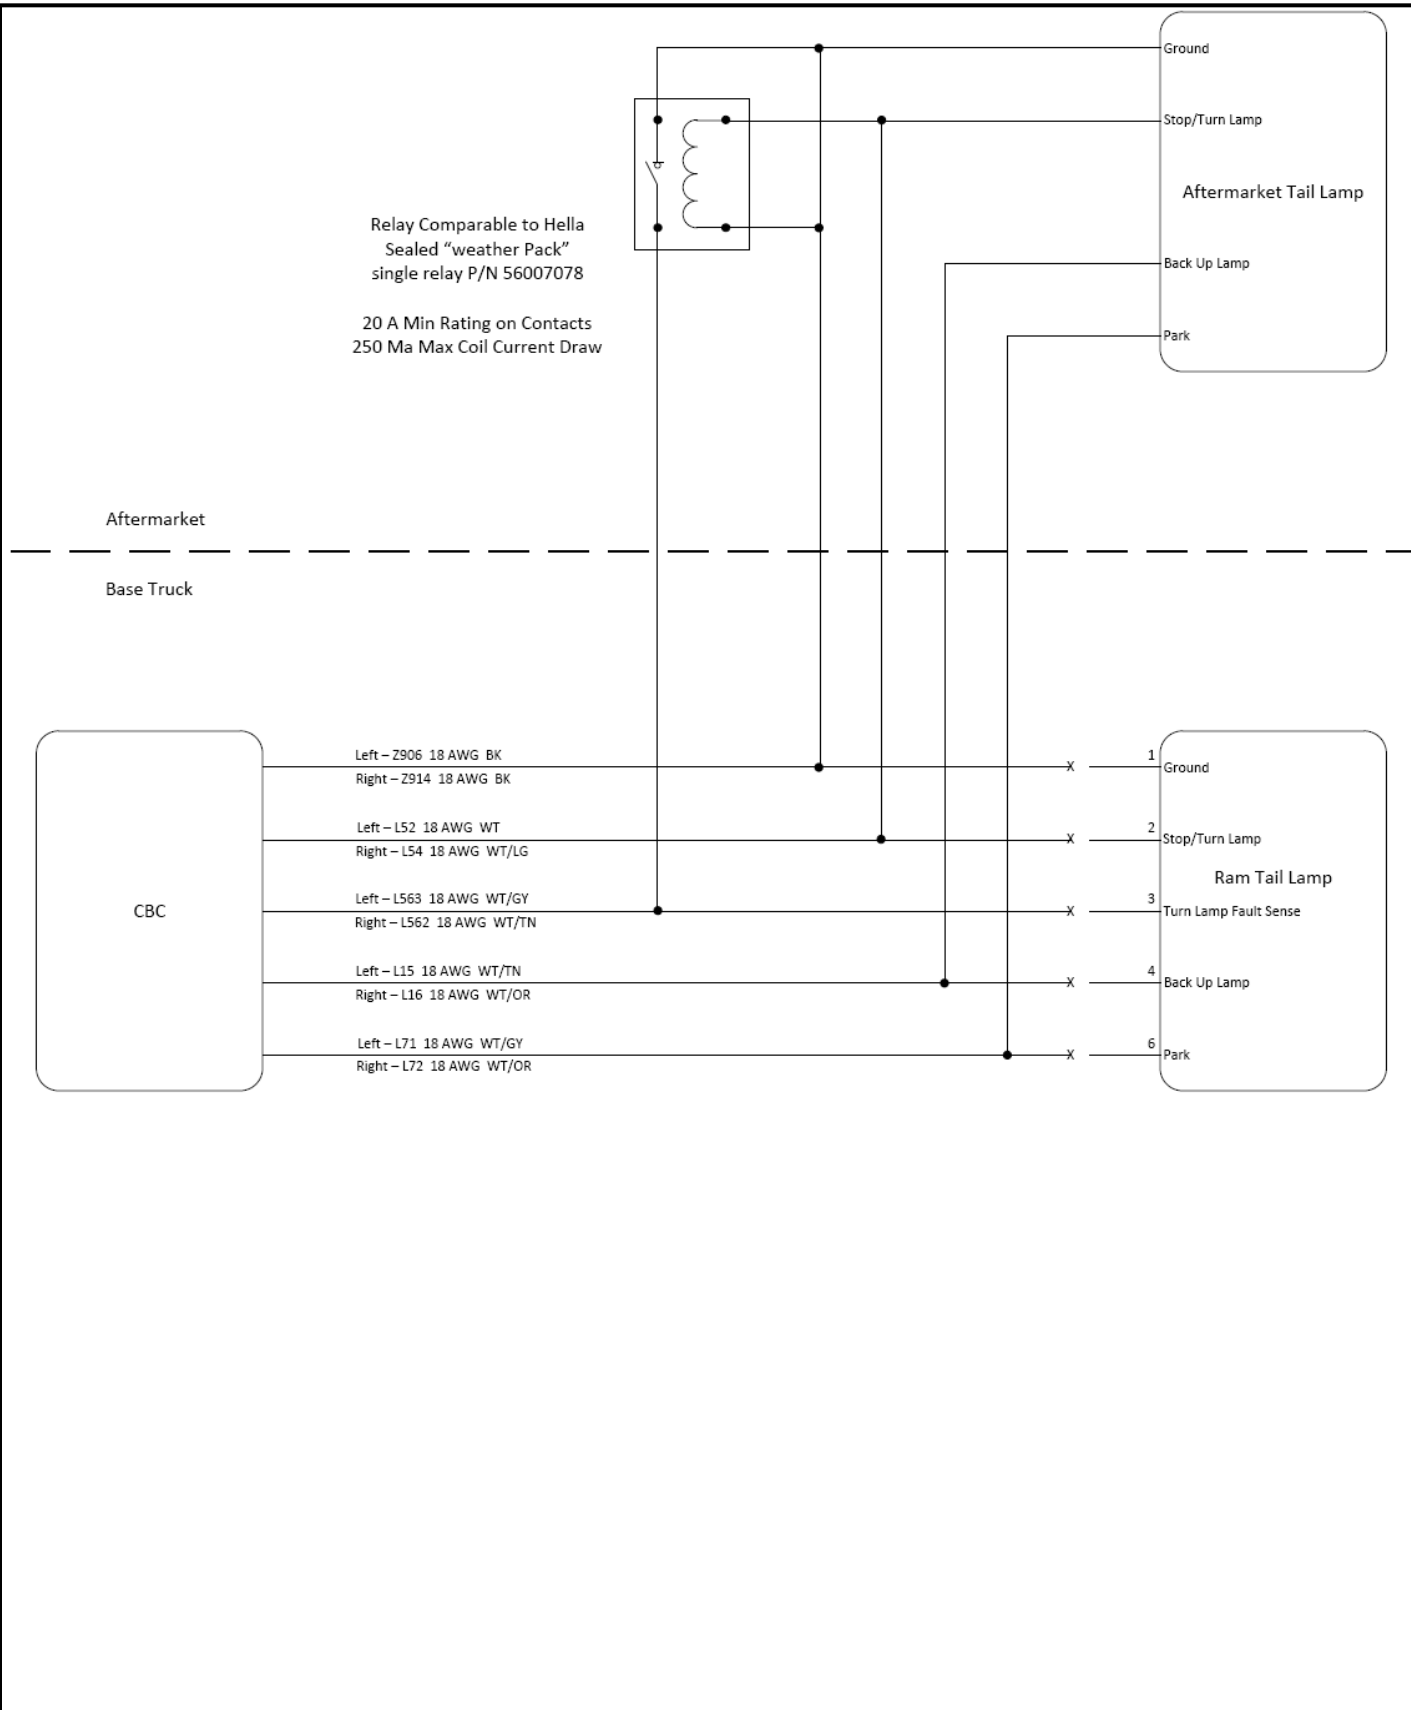 Ground
Stop/Turn Lamp
Aftermarket Tail Lamp
Back Up Lamp
Park
Relay Comparable to Hella
Sealed “weather Pack”
single relay P/N 56007078
20 A Min Rating on Contacts
250 Ma Max Coil Current Draw
Aftermarket
Base Truck
CBC
Left – Z906 18 AWG BK
Right – Z914 18 AWG BK
Left – L52 18 AWG WT
Right – L54 18 AWG WT/LG
Left – L563 18 AWG WT/GY
Right – L562 18 AWG WT/TN
Left – L15 18 AWG WT/TN
Right – L16 18 AWG WT/OR
Left – L71 18 AWG WT/GY
Right – L72 18 AWG WT/OR
X
X
X
X
X
1
Ground
2
Stop/Turn Lamp
Ram Tail Lamp
3
Turn Lamp Fault Sense
4
Back Up Lamp
6
Park